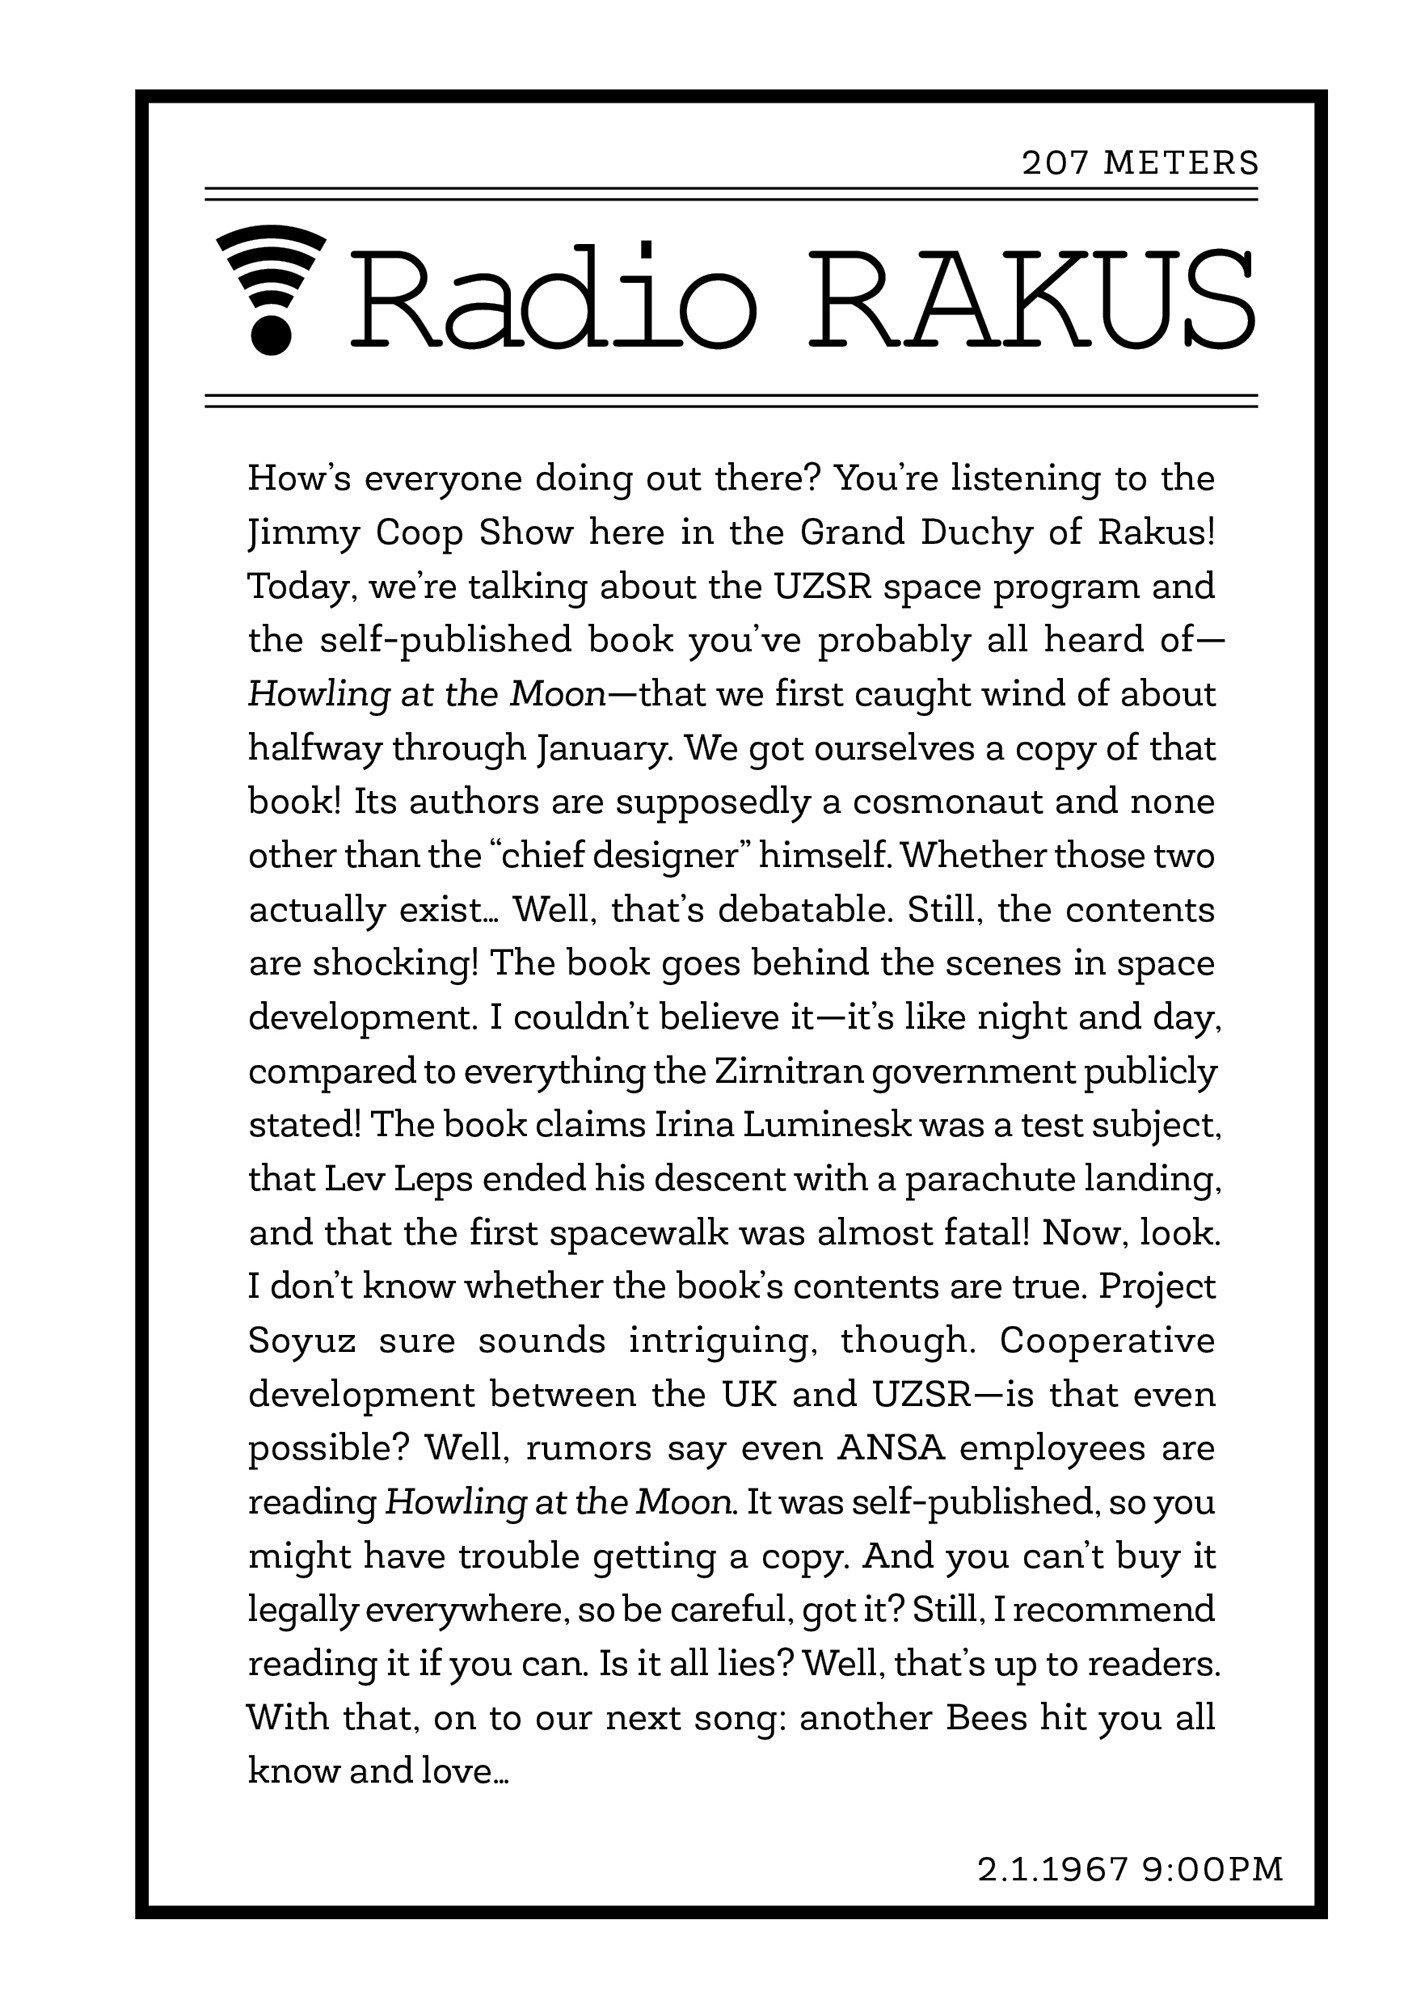 207 METERS
Radio RAKUS
How’s everyone doing out there? You’re listening to the
Jimmy Coop Show here in the Grand Duchy of Rakus!
Today, we’re talking about the UZSR space program and
the self-published book you’ve probably all heard of—
Howling at the Moon—that we first caught wind of about
halfway through January. We got ourselves a copy of that
book! Its authors are supposedly a cosmonaut and none
other than the “chief designer” himself. Whether those two
actually exist… Well, that’s debatable. Still, the contents
are shocking! The book goes behind the scenes in space
development. I couldn’t believe it—it’s like night and day,
compared to everything the Zirnitran government publicly
stated! The book claims Irina Luminesk was a test subject,
that Lev Leps ended his descent with a parachute landing,
and that the first spacewalk was almost fatal! Now, look.
I don’t know whether the book’s contents are true. Project
Soyuz sure sounds intriguing, though. Cooperative
development between the UK and UZSR—is that even
possible? Well, rumors say even ANSA employees are
reading Howling at the Moon. It was self-published, so you
might have trouble getting a copy. And you can’t buy it
legally everywhere, so be careful, got it? Still, I recommend
reading it if you can. Is it all lies? Well, that’s up to readers.
With that, on to our next song: another Bees hit you all
know and love…
2.1.1967 9:00PM